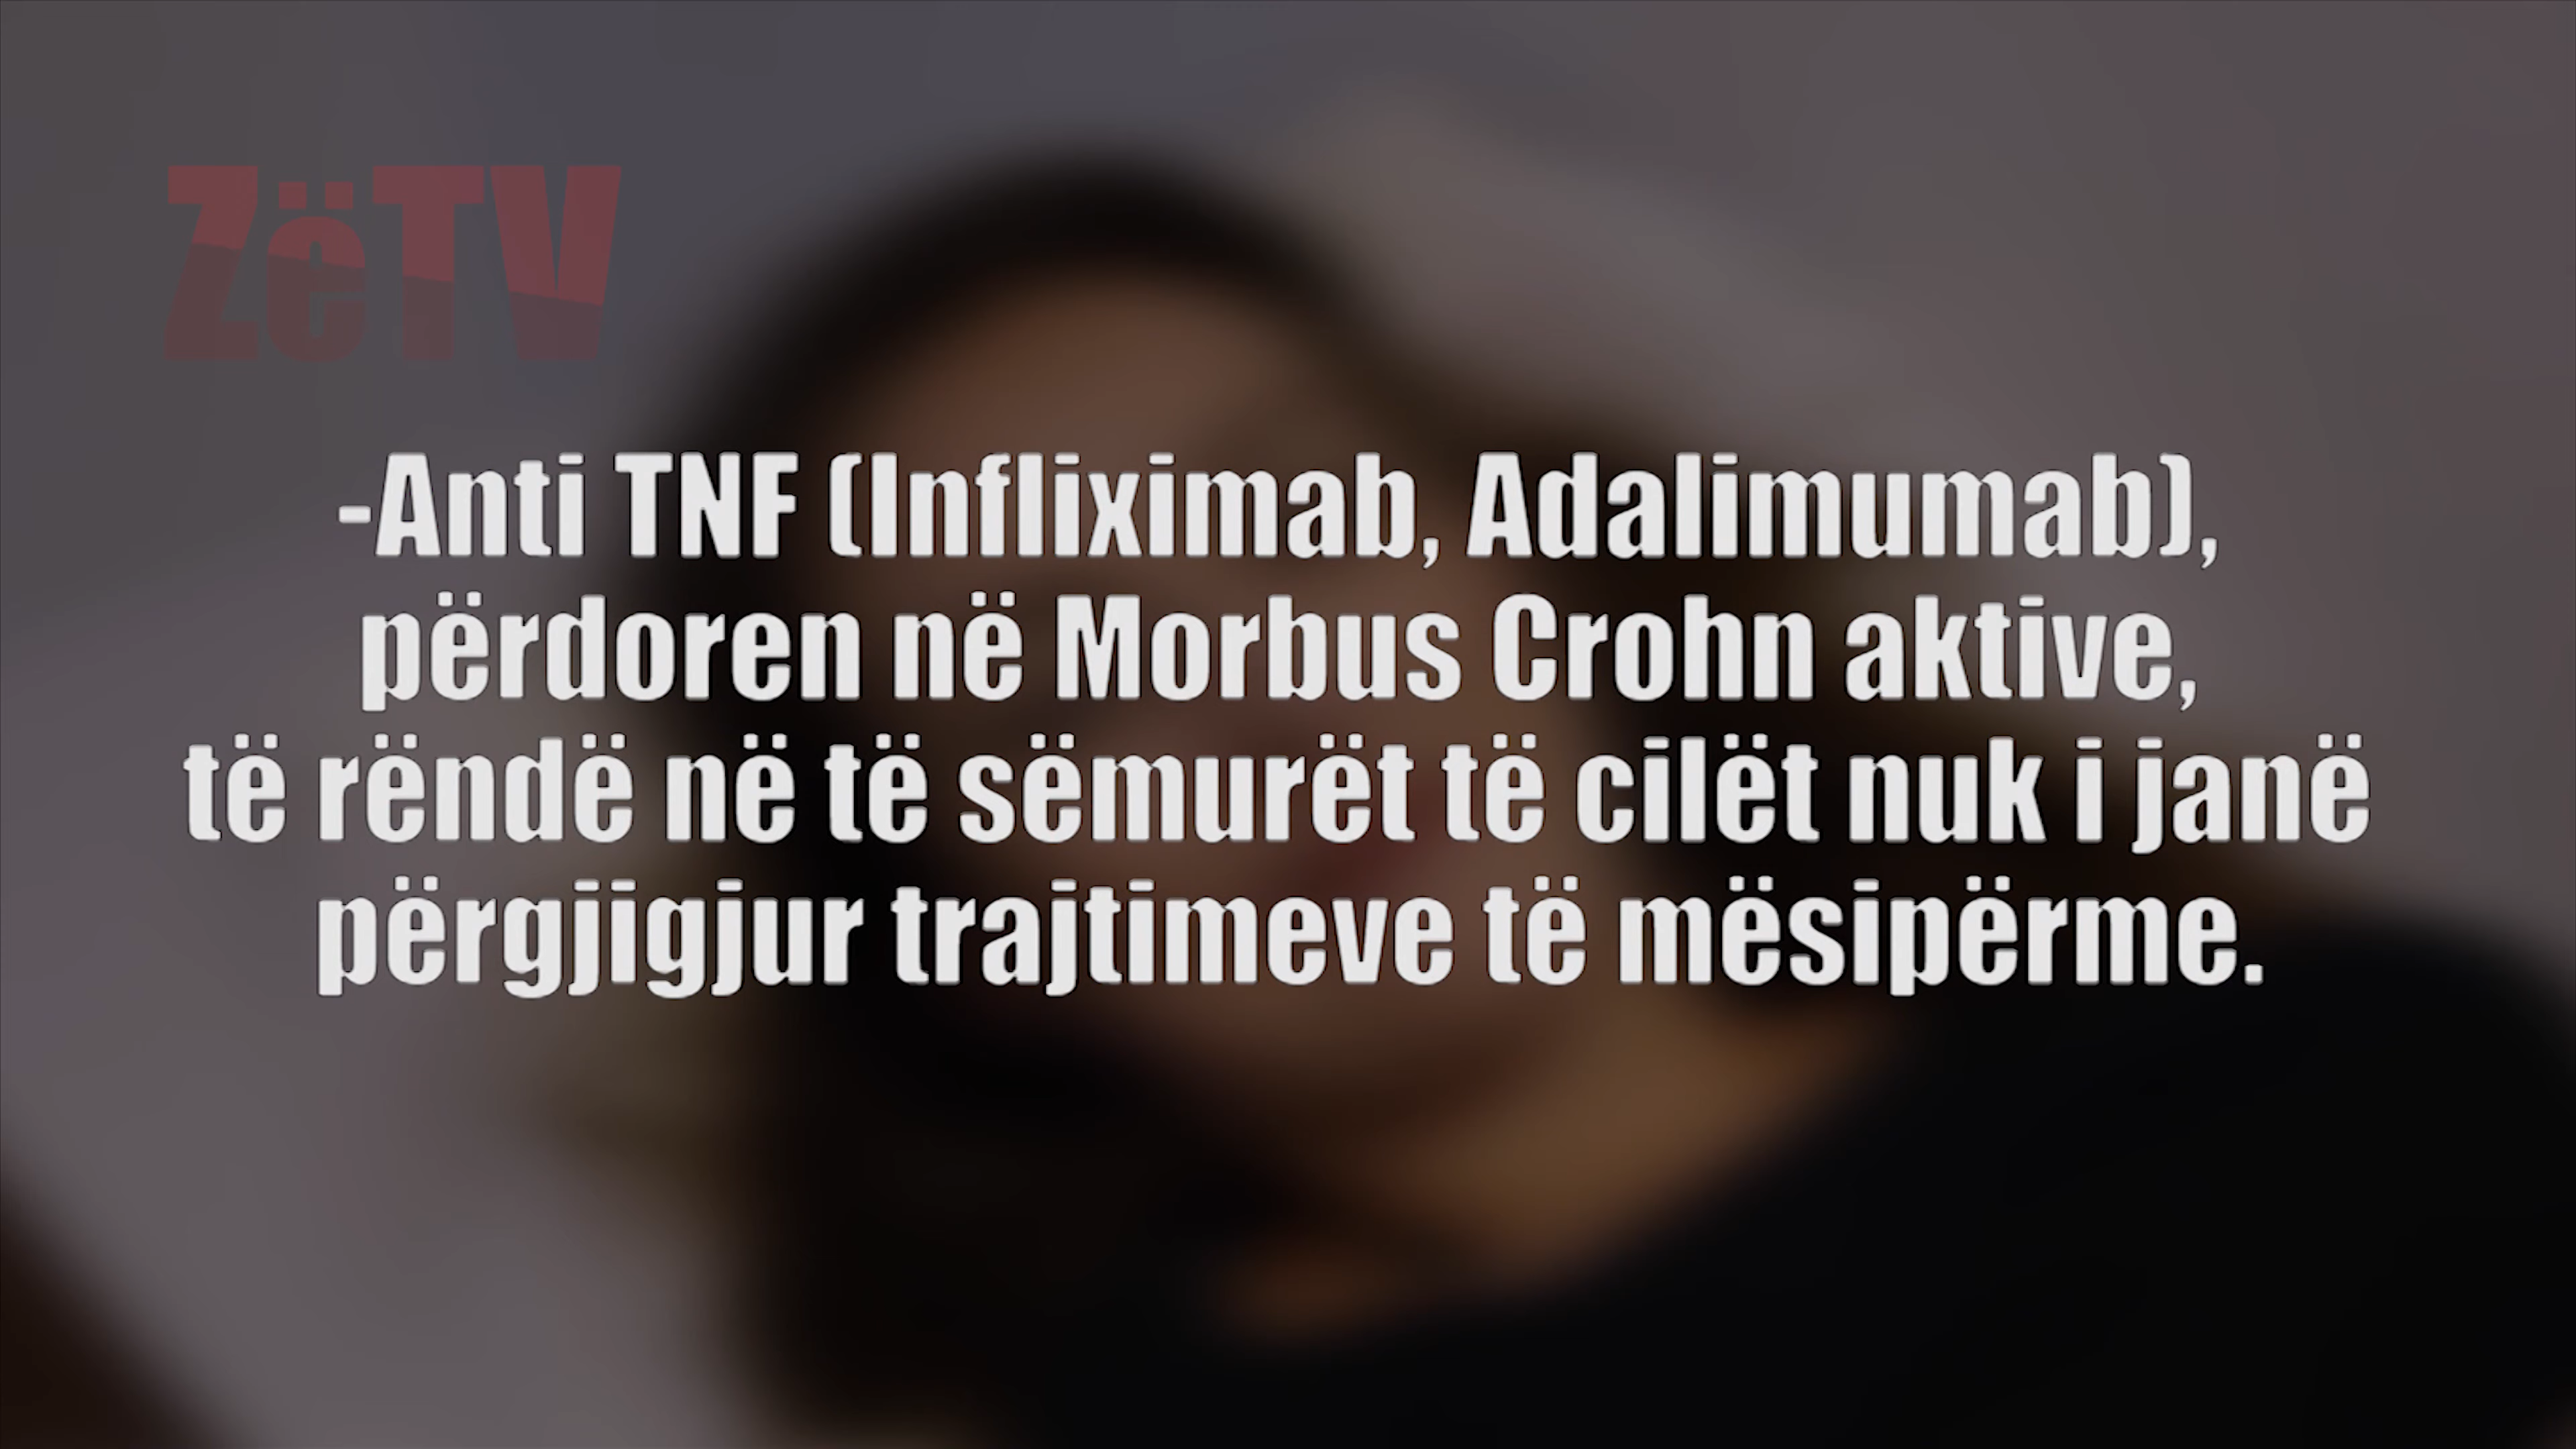 ZëTV
-Anti TNF (Infliximab, Adalimumab),
përdoren në Morbus Crohn aktive,
të rëndë në të sëmurët të cilët nuk i janë
përgjigjur trajtimeve të mësipërme.